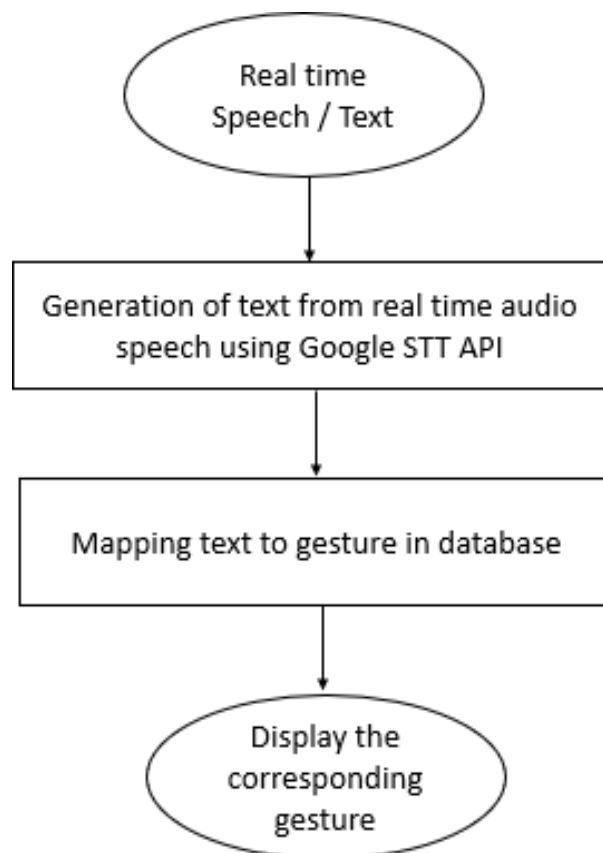 Real time
Speech / Text
Generation of text from real time audio
speech using Google STT API
Mapping text to gesture in database
Display the
corresponding
gesture